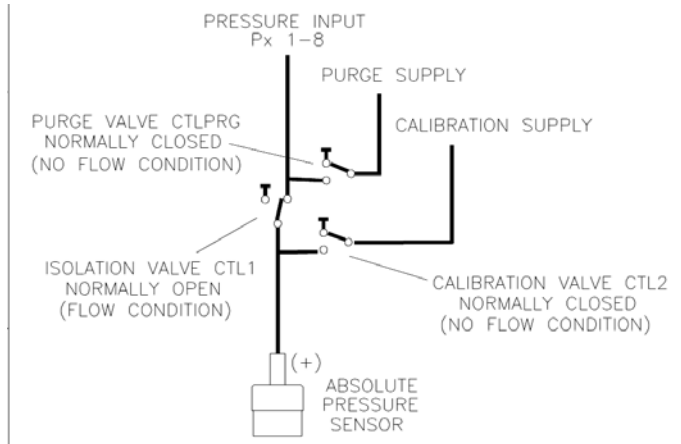 PRESSURE INPUT
Px 1-8
PURGE SUPPLY
PURGE VALVE CTLPRG
NORMALLY CLOSED
(NO FLOW CONDITION)
CALIBRATION SUPPLY
ISOLATION VALVE CTL1
NORMALLY OPEN
(FLOW CONDITION)
CALIBRATION VALVE CTL2
NORMALLY CLOSED
(NO FLOW CONDITION)
(+)
ABSOLUTE
PRESSURE
SENSOR